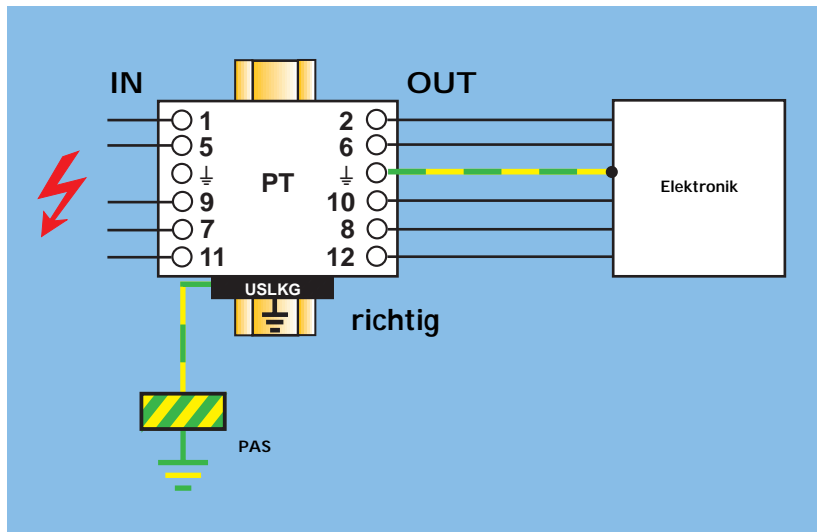 IN OUT
1 2
5 6
PT
Elektronik
9 10
7 8
11 12
USLKG
richtig
PAS